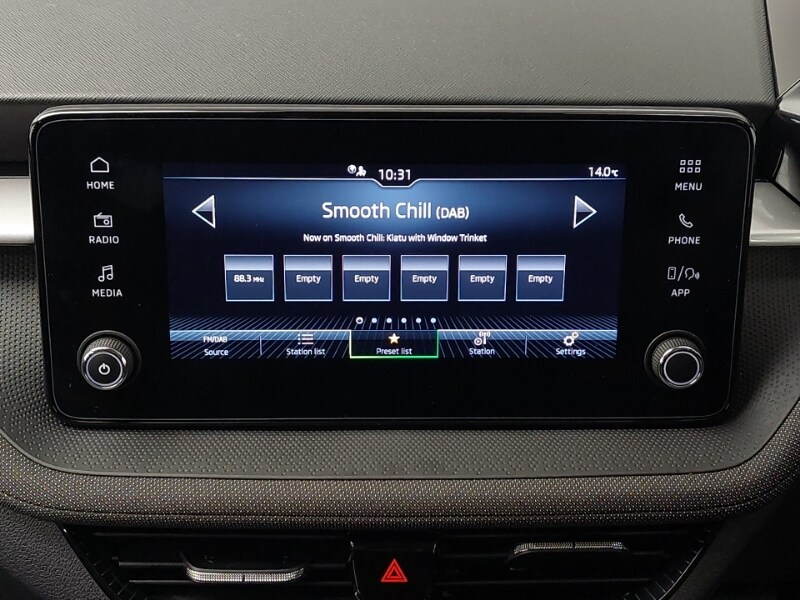 10:31
14.0°C
HOME
MENU
Smooth Chill (DAB)
RADIO
PHONE
Now on Smooth Chill: Klatu with Window Trinket
MEDIA
APP
88.3 MHz Empty Empty Empty Empty Empty
FM/DAB
Source Station list Preset list Station Settings